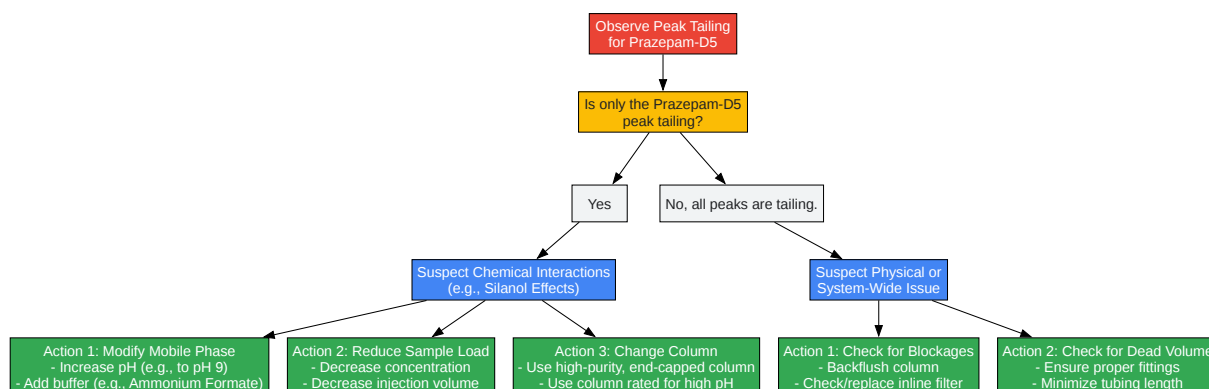 Observe Peak Tailing
for Prazepam-D5
Is only the Prazepam-D5
peak tailing?
Yes
No, all peaks are tailing.
Suspect Chemical Interactions
(e.g., Silanol Effects)
Suspect Physical or
System-Wide Issue
Action 1: Modify Mobile Phase
- Increase pH (e.g., to pH 9)
- Add buffer (e.g., Ammonium Formate)
Action 2: Reduce Sample Load
- Decrease concentration
- Decrease injection volume
Action 3: Change Column
- Use high-purity, end-capped column
- Use column rated for high pH
Action 1: Check for Blockages
- Backflush column
- Check/replace inline filter
Action 2: Check for Dead Volume
- Ensure proper fittings
- Minimize tubing length